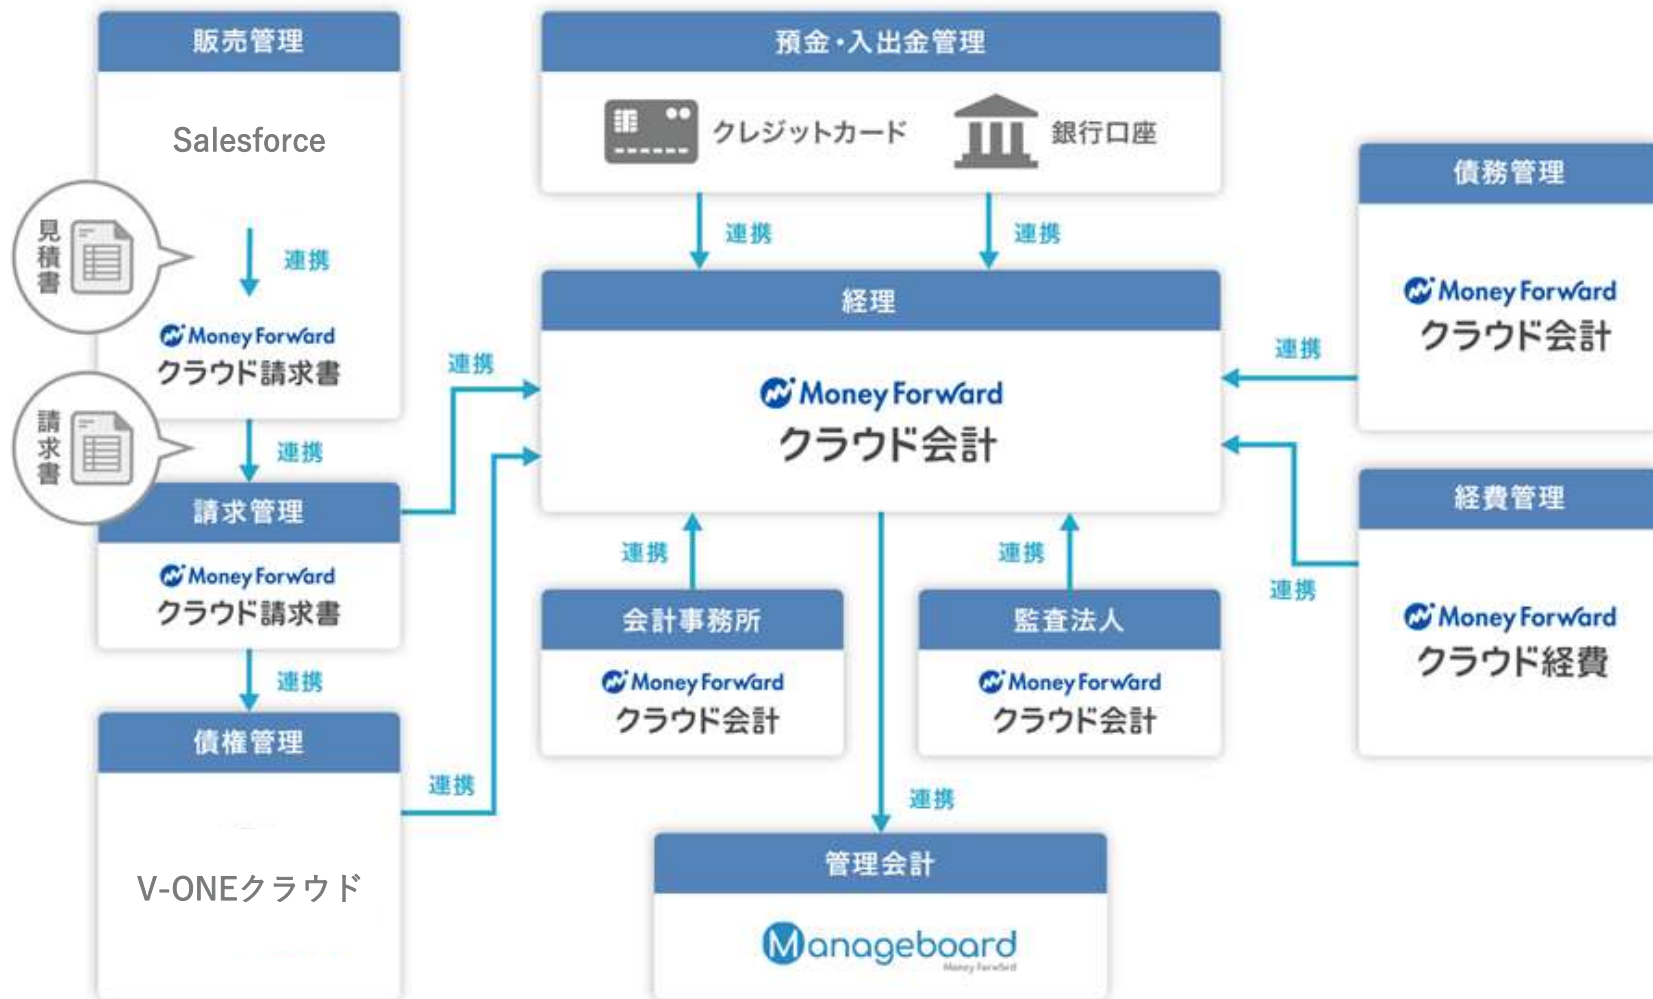 販売管理
Salesforce
見積書
連携
Money Forward
クラウド請求書
請求書
連携
請求管理
Money Forward
クラウド請求書
連携
債権管理
V-ONEクラウド
連携
連携
預金・入出金管理
クレジットカード
銀行口座
連携
連携
経理
Money Forward
クラウド会計
連携
連携
会計事務所
Money Forward
クラウド会計
監査法人
Money Forward
クラウド会計
連携
管理会計
Manageboard
Money Forward
債務管理
Money Forward
クラウド会計
連携
経費管理
Money Forward
クラウド経費
連携